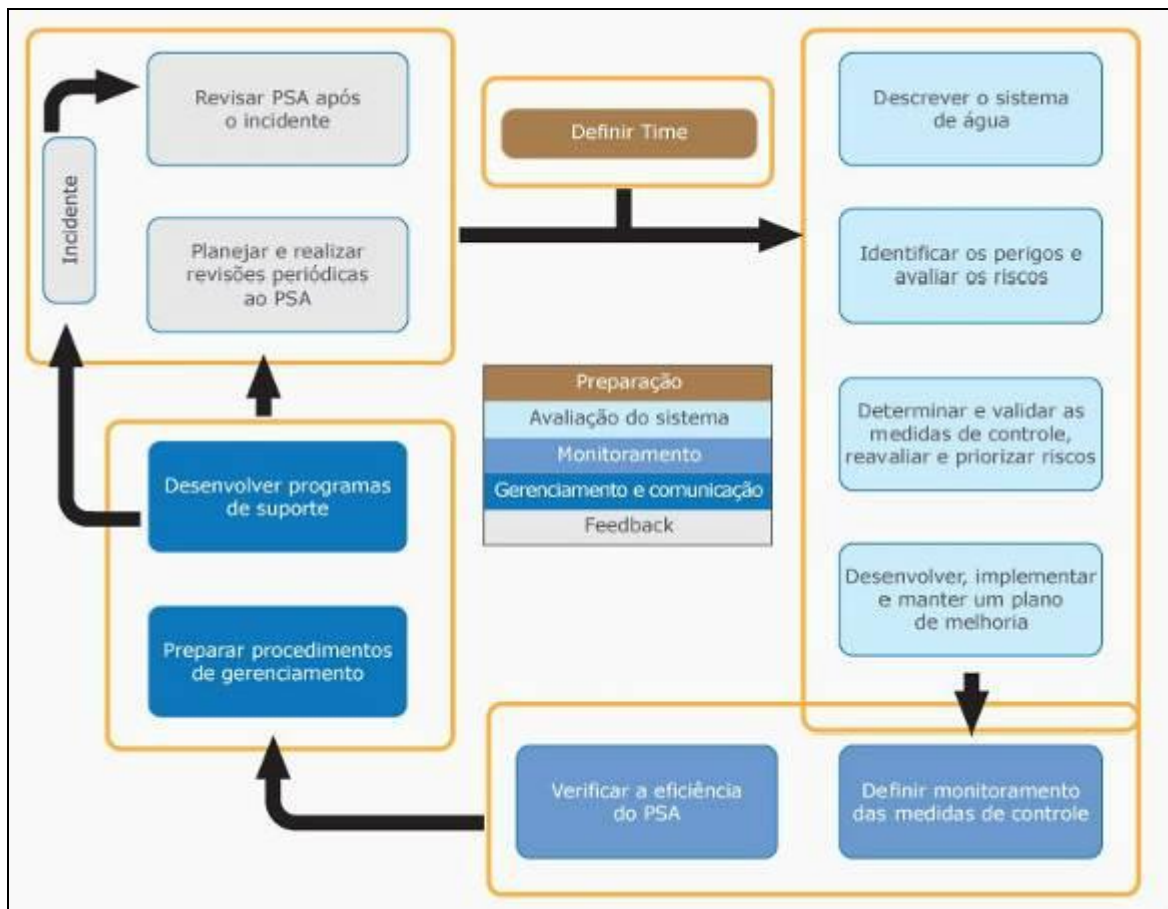 Revisar PSA após
o incidente
Incidente
Planejar e realizar
revisões periódicas
ao PSA
Definir Time
Descrever o sistema
de água
Identificar os perigos e
avaliar os riscos
Determinar e validar as
medidas de controle,
reavaliar e priorizar riscos
Desenvolver, implementar
e manter um plano
de melhoria
Preparação
Avaliação do sistema
Monitoramento
Gerenciamento e comunicação
Feedback
Desenvolver programas
de suporte
Preparar procedimentos
de gerenciamento
Verificar a eficiência
do PSA
Definir monitoramento
das medidas de controle